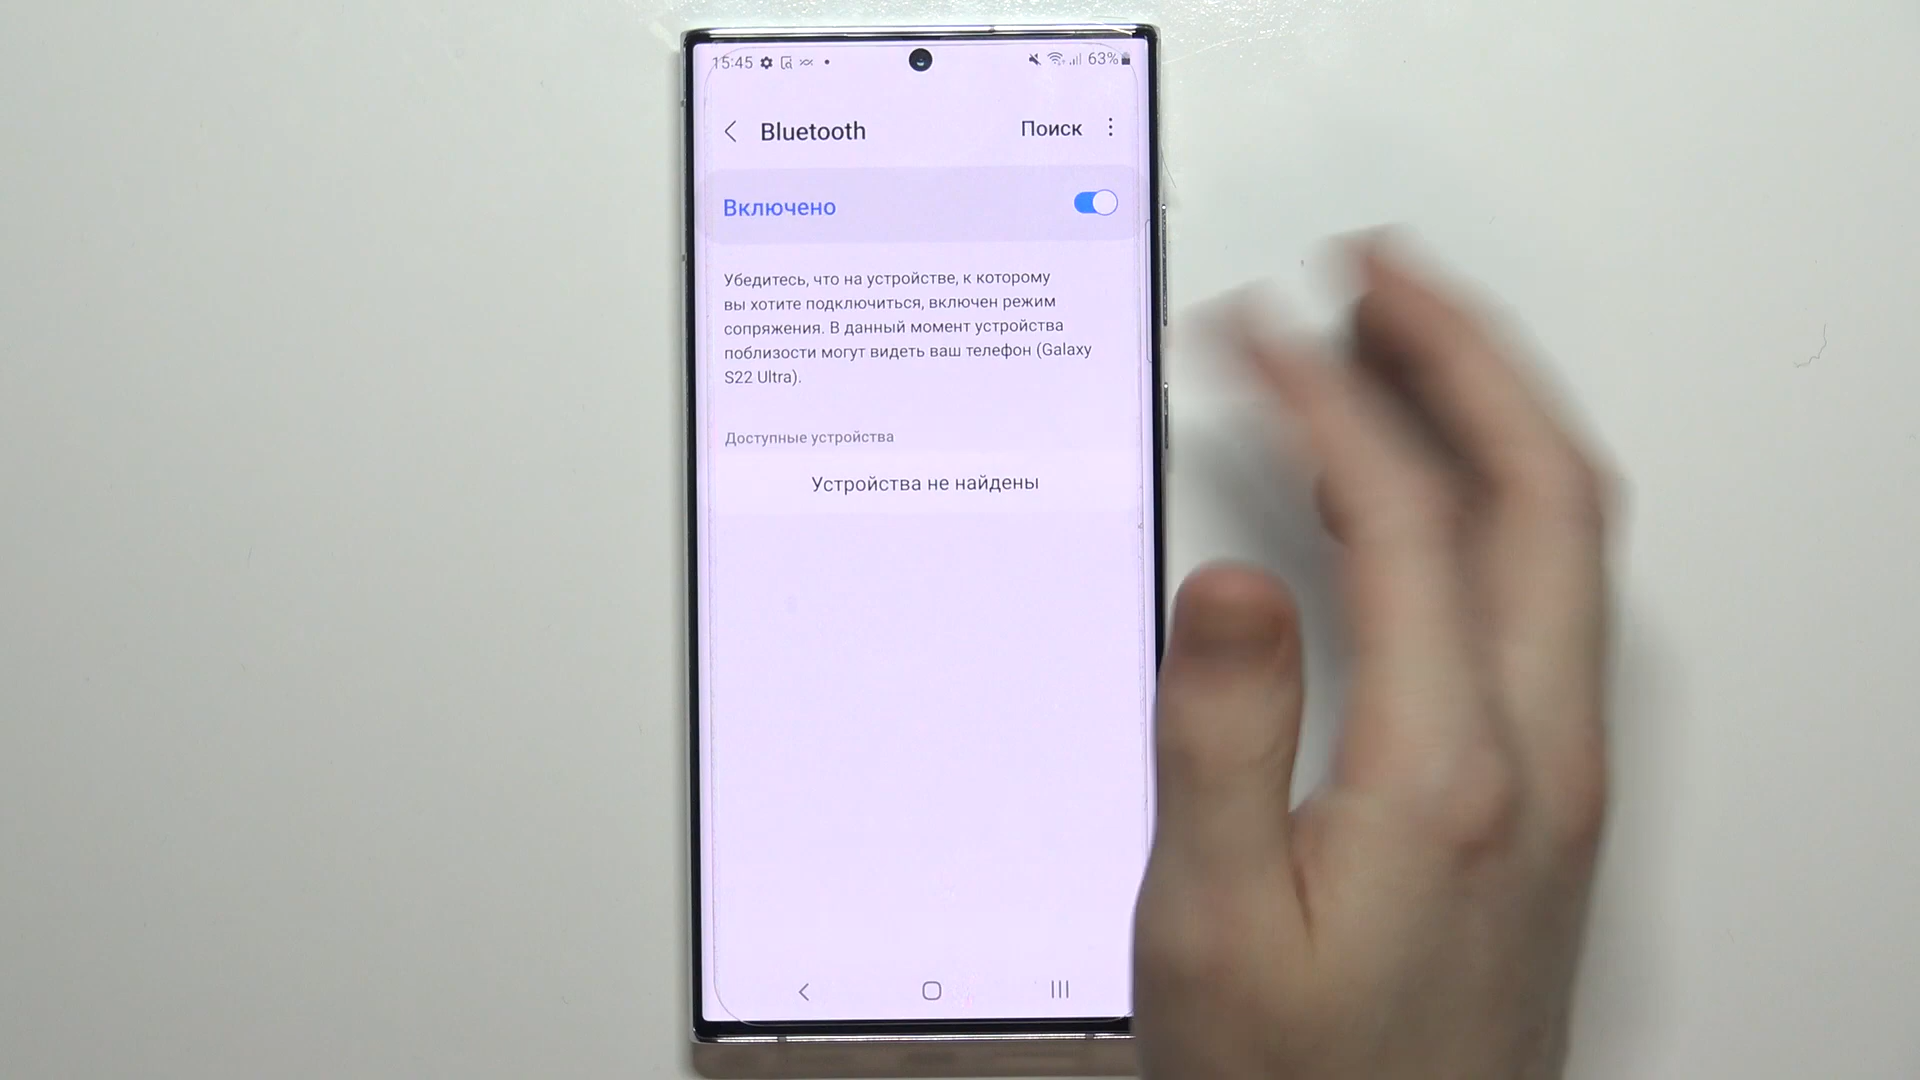 15:45
63%
Bluetooth
Поиск
Включено
Убедитесь, что на устройстве, к которому
вы хотите подключиться, включен режим
сопряжения. В данный момент устройства
поблизости могут видеть ваш телефон (Galaxy
S22 Ultra).
Доступные устройства
Устройства не найдены